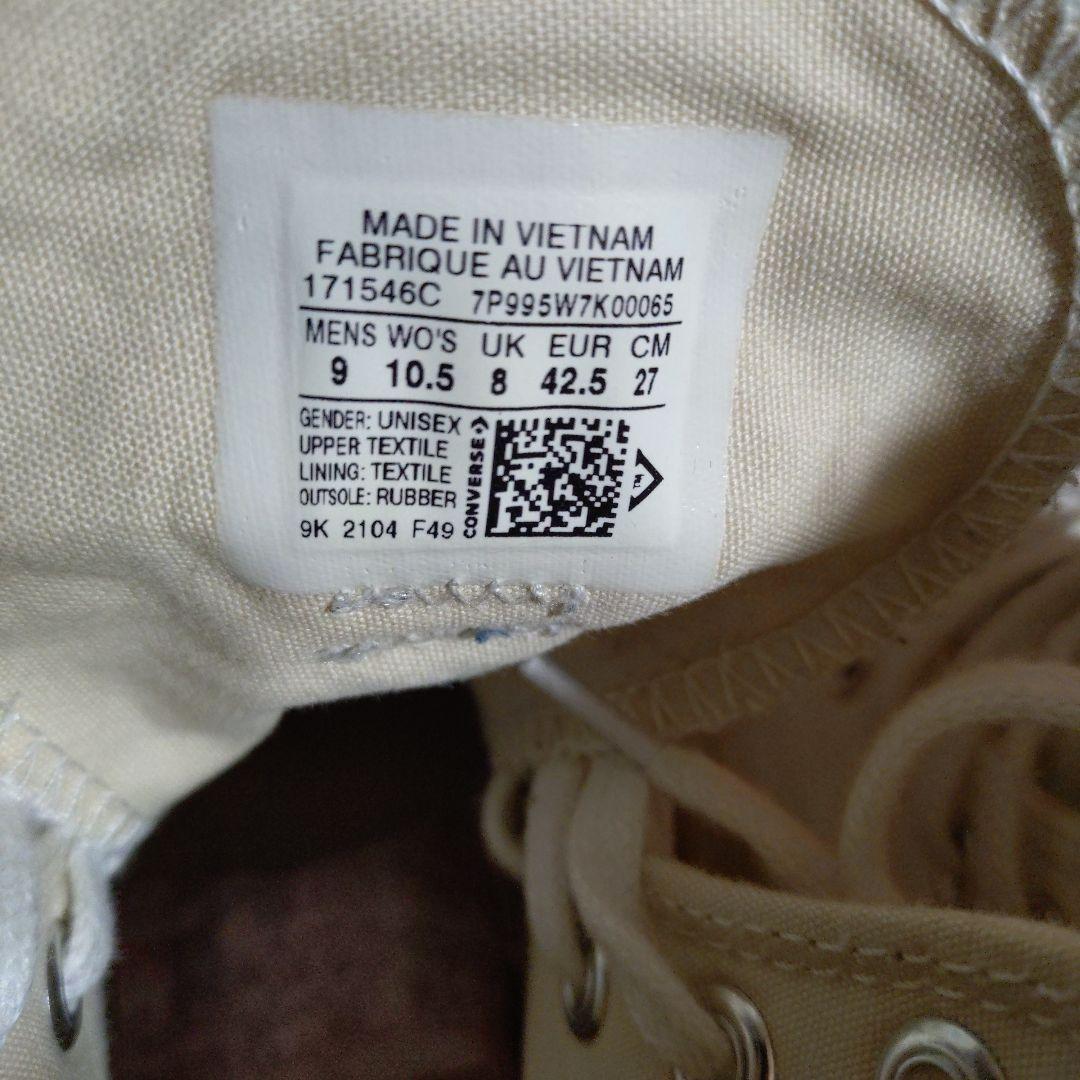 MADE IN VIETNAM
FABRIQUE AU VIETNAM
171546C 7P995W7K00065
MENS WO'S UK EUR CM
9 10.5 8 42.5 27
GENDER: UNISEX
UPPER TEXTILE
LINING: TEXTILE
OUTSOLE: RUBBER
9K 2104 F49
CONVERSE
TM